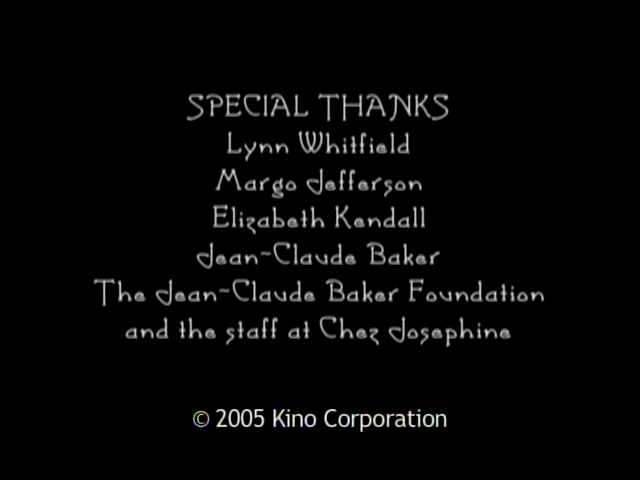 SPECIAL THANKS
Lynn Whitfield
Margo Jefferson
Elizabeth Kendall
Jean-Claude Baker
The Jean-Claude Baker Foundation
and the staff at Chez Josephine
© 2005 Kino Corporation